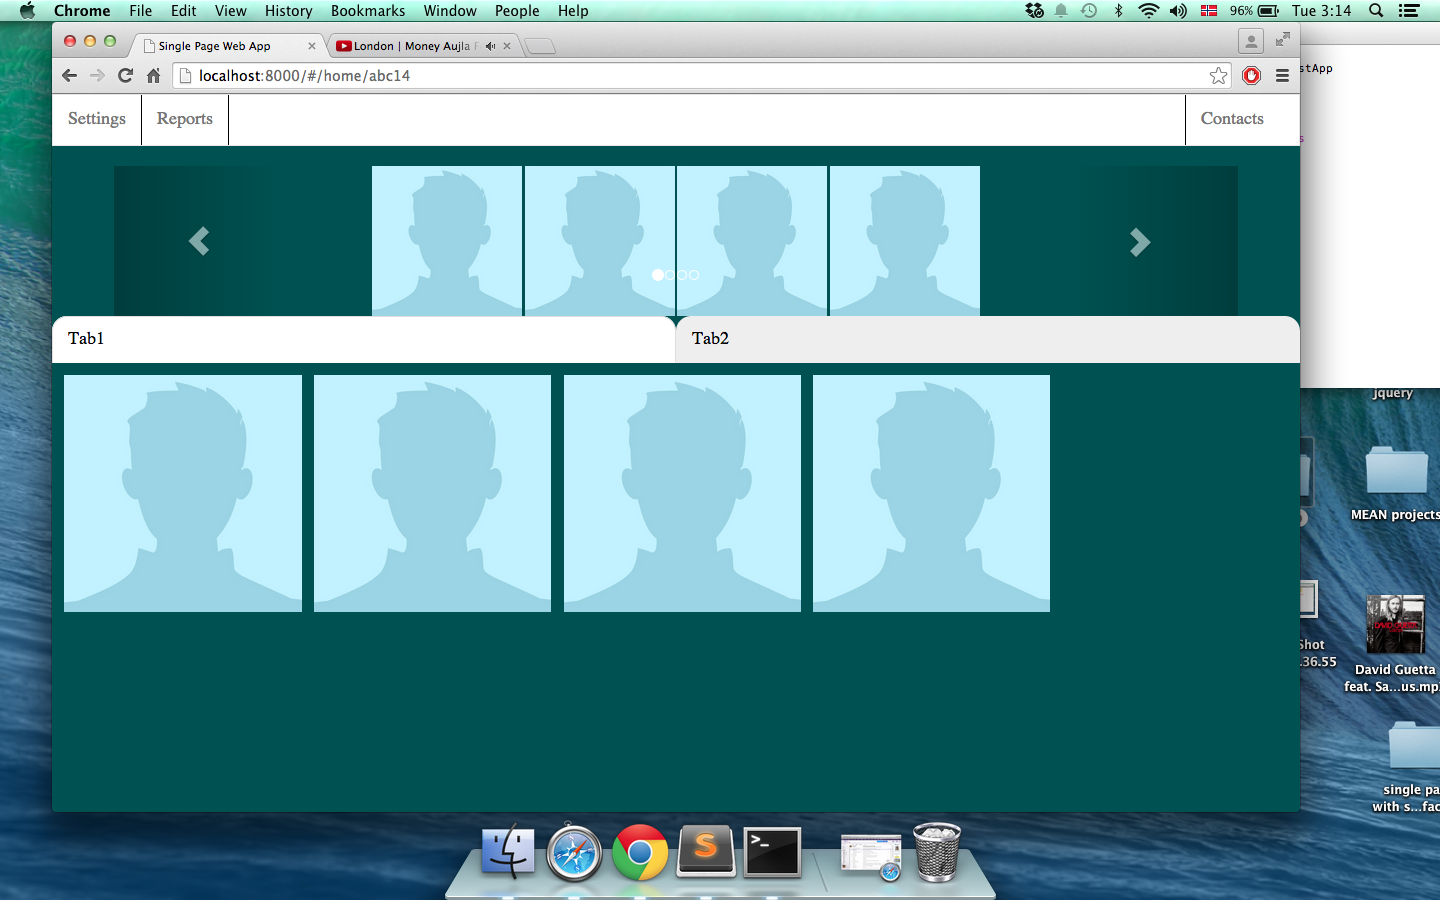 Chrome File Edit View History Bookmarks Window People Help 96% Tue 3:14
Single Page Web App
London | Money Aujla F
localhost:8000/#/home/abc14
stApp
Settings Reports Contacts
s
Tab1 Tab2
jquery
MEAN projects
Shot
.36.55
David Guetta
feat. Sa...us.mp
single pa
with s...fac
S
>_